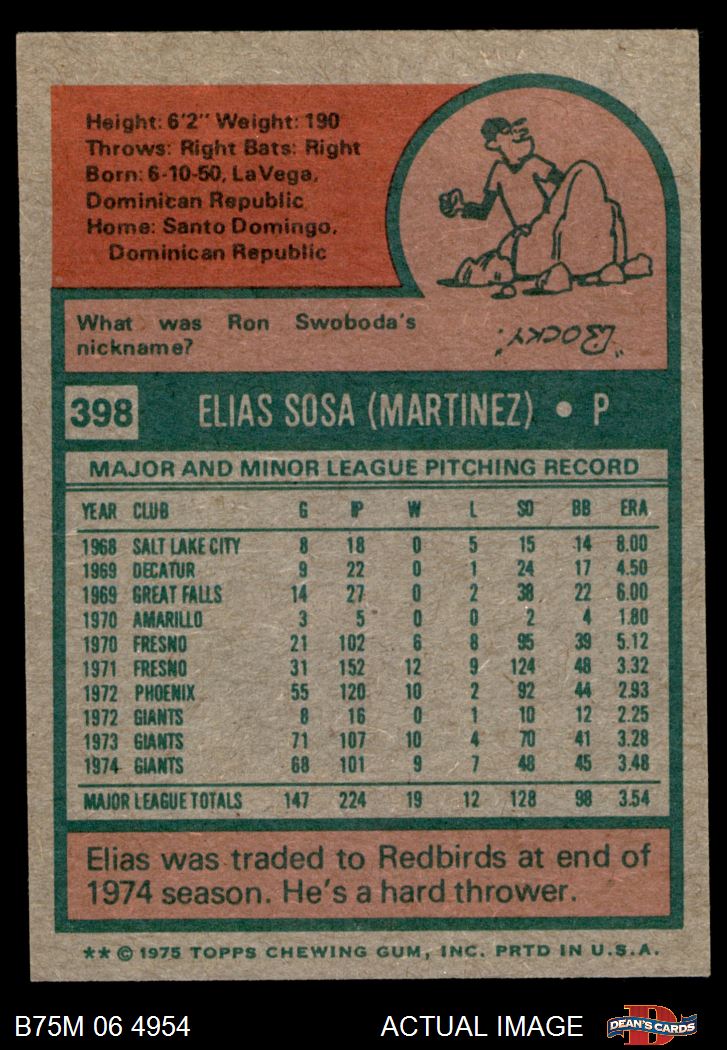 Height: 6'2" Weight: 190
Throws: Right Bats: Right
Born: 6-10-50, LaVega,
Dominican Republic
Home: Santo Domingo,
Dominican Republic
What was Ron Swoboda's
nickname?
"ROCKY."
398 ELIAS SOSA (MARTINEZ) • P
MAJOR AND MINOR LEAGUE PITCHING RECORD
YEAR CLUB G IP W L SO BB ERA
1968 SALT LAKE CITY 8 18 0 5 15 14 8.00
1969 DECATUR 9 22 0 1 24 17 4.50
1969 GREAT FALLS 14 27 0 2 38 22 6.00
1970 AMARILLO 3 5 0 0 2 4 1.80
1970 FRESNO 21 102 6 8 95 39 5.12
1971 FRESNO 31 152 12 9 124 48 3.32
1972 PHOENIX 55 120 10 2 92 44 2.93
1972 GIANTS 8 16 0 1 10 12 2.25
1973 GIANTS 71 107 10 4 70 41 3.28
1974 GIANTS 68 101 9 7 48 45 3.48
MAJOR LEAGUE TOTALS 147 224 19 12 128 98 3.54
Elias was traded to Redbirds at end of
1974 season. He's a hard thrower.
** © 1975 TOPPS CHEWING GUM, INC. PRTD IN U.S.A.
B75M 06 4954 ACTUAL IMAGE D DEAN'S CARDS